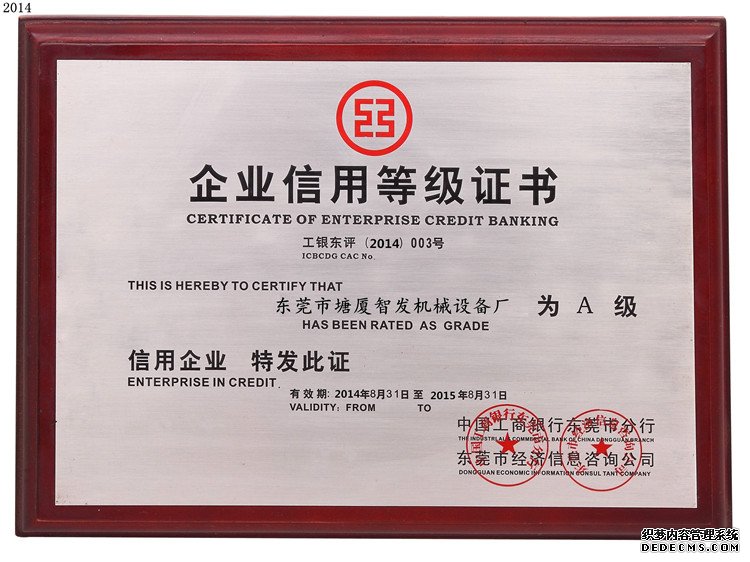 2014
企业信用等级证书
CERTIFICATE OF ENTERPRISE CREDIT BANKING
工银东评（2014）003号
ICBCDG CAC No.
THIS IS HEREBY TO CERTIFY THAT
东莞市塘厦智发机械设备厂 为 A 级
HAS BEEN RATED AS GRADE
信用企业 特发此证
ENTERPRISE IN CREDIT
有效期: 2014年8月31日 至 2015年8月31日
VALIDITY: FROM TO
中国工商银行东莞市分行
THE INDUSTRIAL & COMMERCIAL BANK OF CHINA DONGGUAN BRANCH
东莞市经济信息咨询公司
DONGGUAN ECONOMIC INFORMATION CONSULTANT COMPANY
织梦内容管理系统
DEDECMS.COM